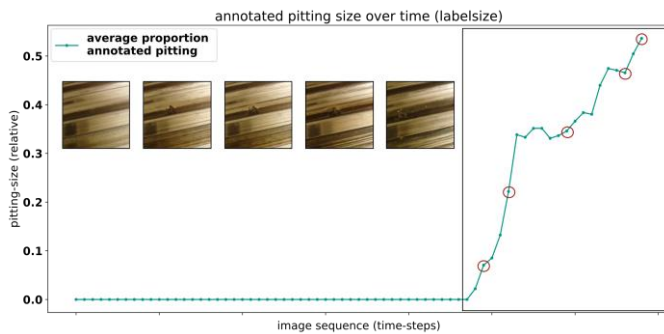 annotated pitting size over time (labelsize)
average proportion
annotated pitting
0.5
0.4
0.3
0.2
0.1
0.0
pitting-size (relative)
image sequence (time-steps)